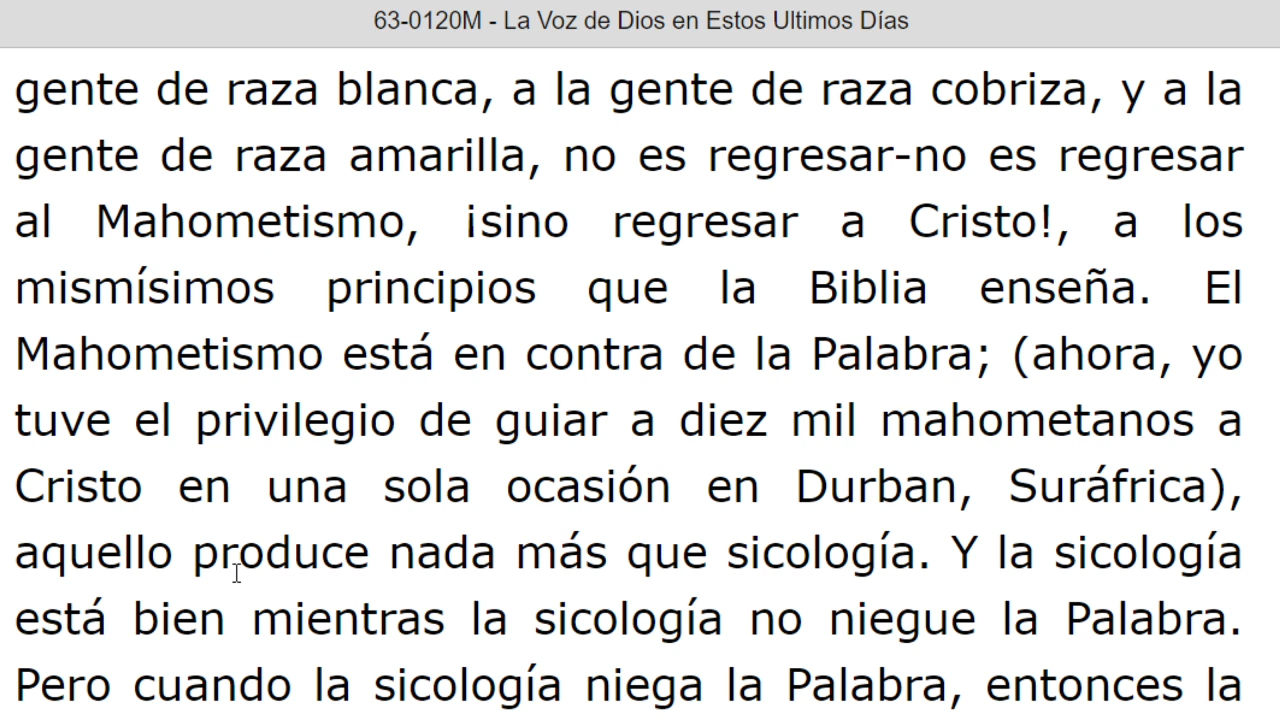 63-0120M - La Voz de Dios en Estos Ultimos Días
gente de raza blanca, a la gente de raza cobriza, y a la
gente de raza amarilla, no es regresar-no es regresar
al Mahometismo, ¡sino regresar a Cristo!, a los
mismísimos principios que la Biblia enseña. El
Mahometismo está en contra de la Palabra; (ahora, yo
tuve el privilegio de guiar a diez mil mahometanos a
Cristo en una sola ocasión en Durban, Suráfrica),
aquello produce nada más que sicología. Y la sicología
está bien mientras la sicología no niegue la Palabra.
Pero cuando la sicología niega la Palabra, entonces la